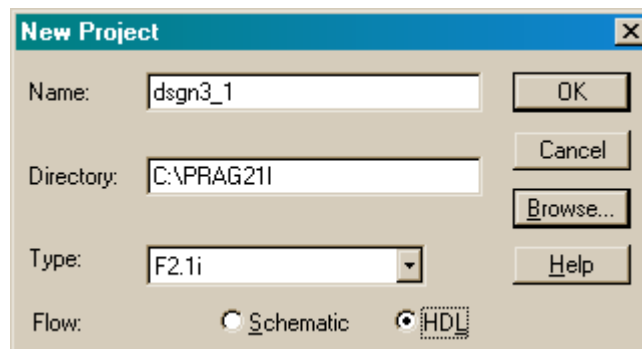 New Project
Name: dsgn3_1 OK
Cancel
Directory: C:\PRAG21I
Browse...
Type: F2.1i Help
Flow: Schematic HDL